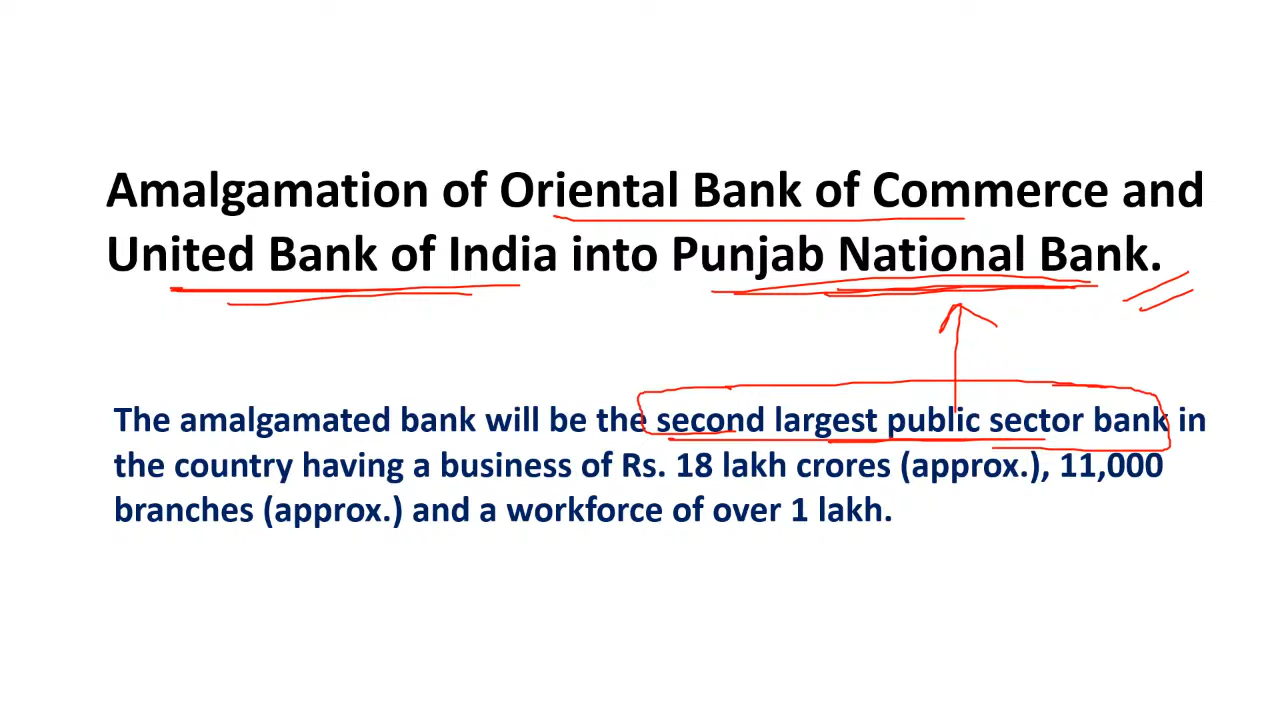 Amalgamation of Oriental Bank of Commerce and
United Bank of India into Punjab National Bank.
The amalgamated bank will be the second largest public sector bank in
the country having a business of Rs. 18 lakh crores (approx.), 11,000
branches (approx.) and a workforce of over 1 lakh.